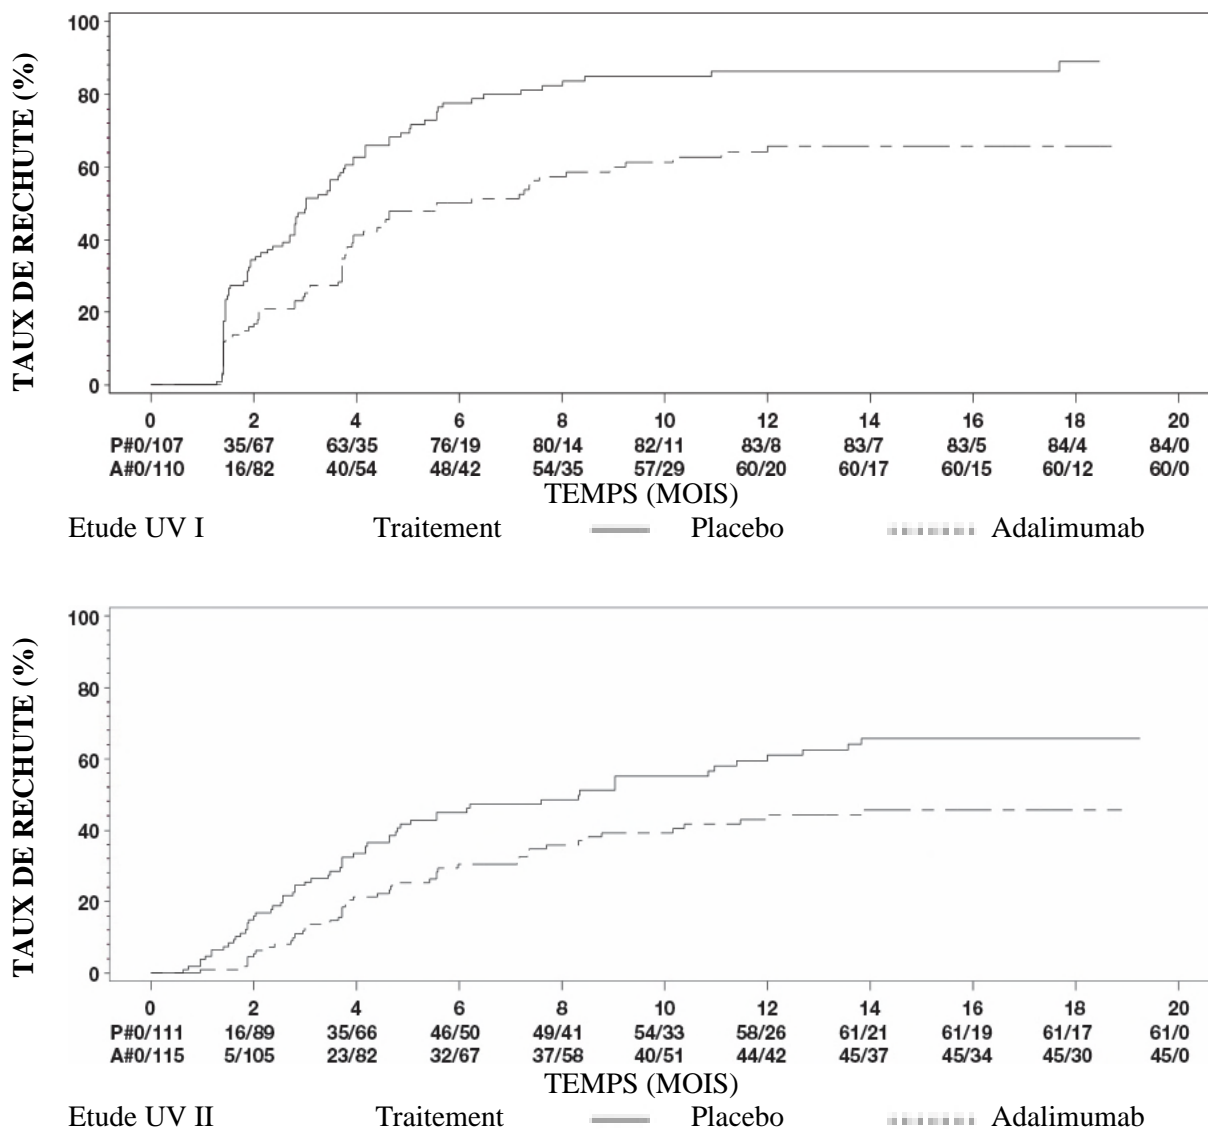 TAUX DE RECHUTE (%)
100
80
60
40
20
0
0 2 4 6 8 10 12 14 16 18 20
P#0/107 35/67 63/35 76/19 80/14 82/11 83/8 83/7 83/5 84/4 84/0
A#0/110 16/82 40/54 48/42 54/35 57/29 60/20 60/17 60/15 60/12 60/0
TEMPS (MOIS)
Etude UV I Traitement Placebo Adalimumab
TAUX DE RECHUTE (%)
100
80
60
40
20
0
0 2 4 6 8 10 12 14 16 18 20
P#0/111 16/89 35/66 46/50 49/41 54/33 58/26 61/21 61/19 61/17 61/0
A#0/115 5/105 23/82 32/67 37/58 40/51 44/42 45/37 45/34 45/30 45/0
TEMPS (MOIS)
Etude UV II Traitement Placebo Adalimumab